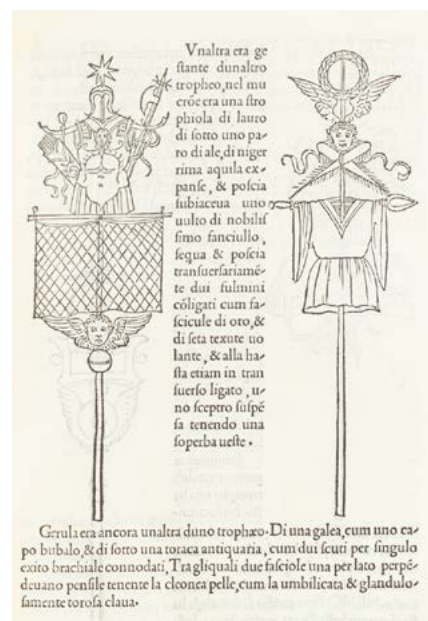 Vnaltra era ge
ſtante dunaltro
tropheo, nel mu
crõe era una ſtro
phiola di lauro
di ſotto uno pa-
ro di ale, di niger
rima aquila ex-
panſe, & poſcia
ſubiaceua uno
uulto di nobiliſ
ſimo fanciullo,
ſequa & poſcia
tranſuerſariamé-
te dui fulmini
cóligati cum fa-
ſcicule di oro, &
di ſeta texute uo
lante, & alla ha-
ſta etiam in tran
ſuerſo ligato, u-
no ſceptro ſuſpé
ſa tenendo una
ſoperba ueſte.
Gerula era ancora unaltra duno trophæo. Di una galea, cum uno ca-
po bubalo, & di ſotto una toraca antiquaria, cum dui ſcuti per ſingulo
exito brachiale connodati, Tra gliquali due faſciole una per lato perpé-
deuano penſile tenente la cleonea pelle, cum la umbilicata & glandulo-
ſamente toroſa claua.